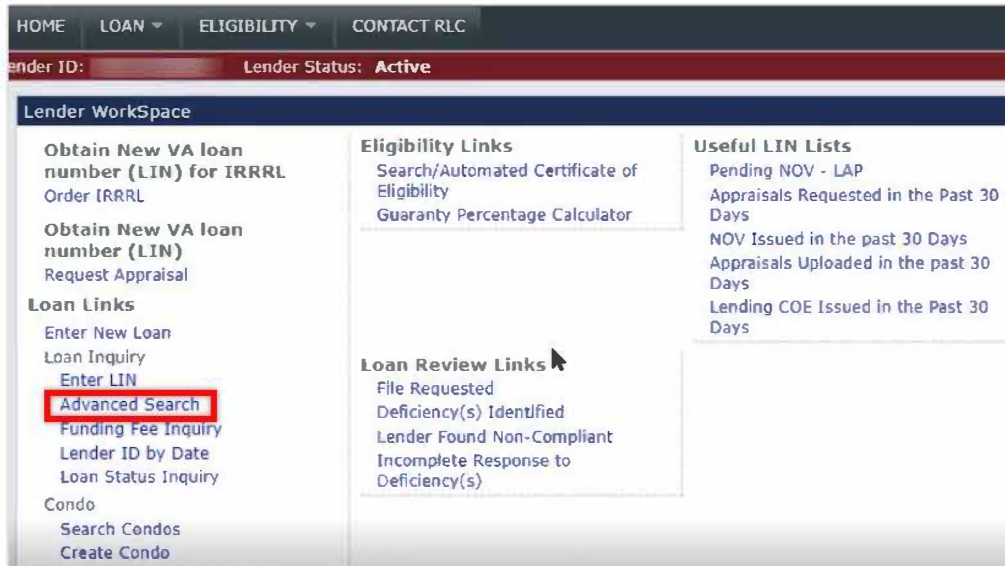 HOME LOAN ELIGIBILITY CONTACT RLC
ender ID: Lender Status: Active
Lender WorkSpace
Obtain New VA loan
number (LIN) for IRRRL
Order IRRRL
Obtain New VA loan
number (LIN)
Request Appraisal
Loan Links
Enter New Loan
Loan Inquiry
Enter LIN
Advanced Search
Funding Fee Inquiry
Lender ID by Date
Loan Status Inquiry
Condo
Search Condos
Create Condo
Eligibility Links
Search/Automated Certificate of
Eligibility
Guaranty Percentage Calculator
Loan Review Links
File Requested
Deficiency(s) Identified
Lender Found Non-Compliant
Incomplete Response to
Deficiency(s)
Useful LIN Lists
Pending NOV - LAP
Appraisals Requested in the Past 30
Days
NOV Issued in the past 30 Days
Appraisals Uploaded in the past 30
Days
Lending COE Issued in the Past 30
Days